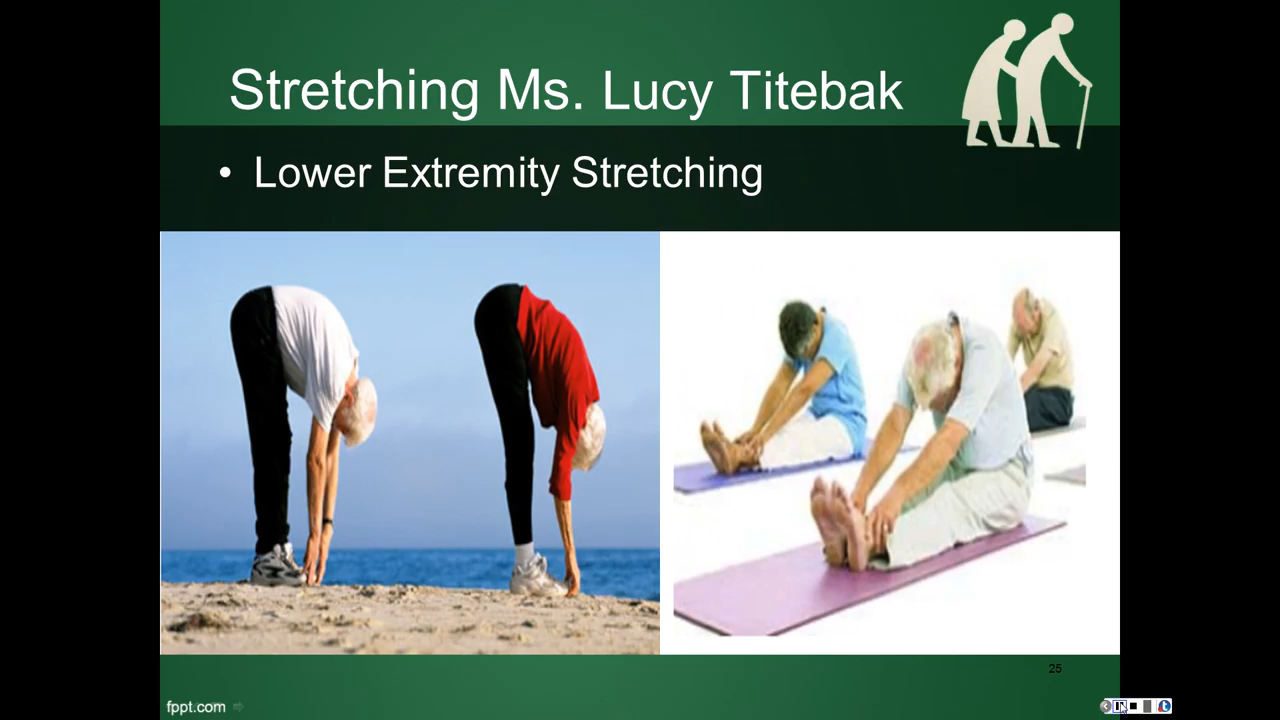 Stretching Ms. Lucy Titebak
• Lower Extremity Stretching
25
fppt.com